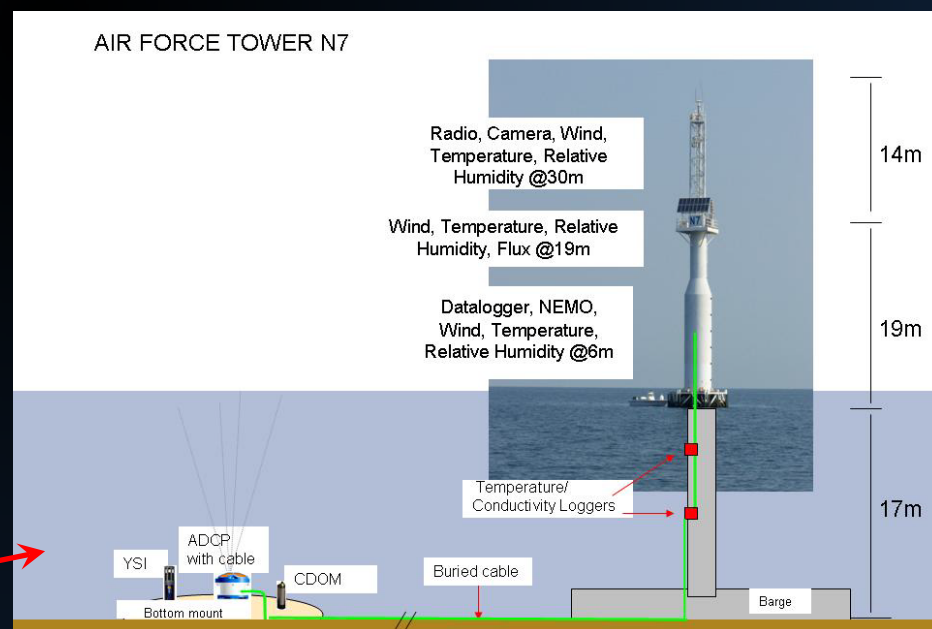 AIR FORCE TOWER N7
Radio, Camera, Wind,
Temperature, Relative
Humidity @30m
14m
N7
Wind, Temperature, Relative
Humidity, Flux @19m
Datalogger, NEMO,
Wind, Temperature,
Relative Humidity @6m
19m
Temperature/
Conductivity Loggers
17m
ADCP
with cable
YSI
CDOM
Buried cable
Bottom mount
Barge